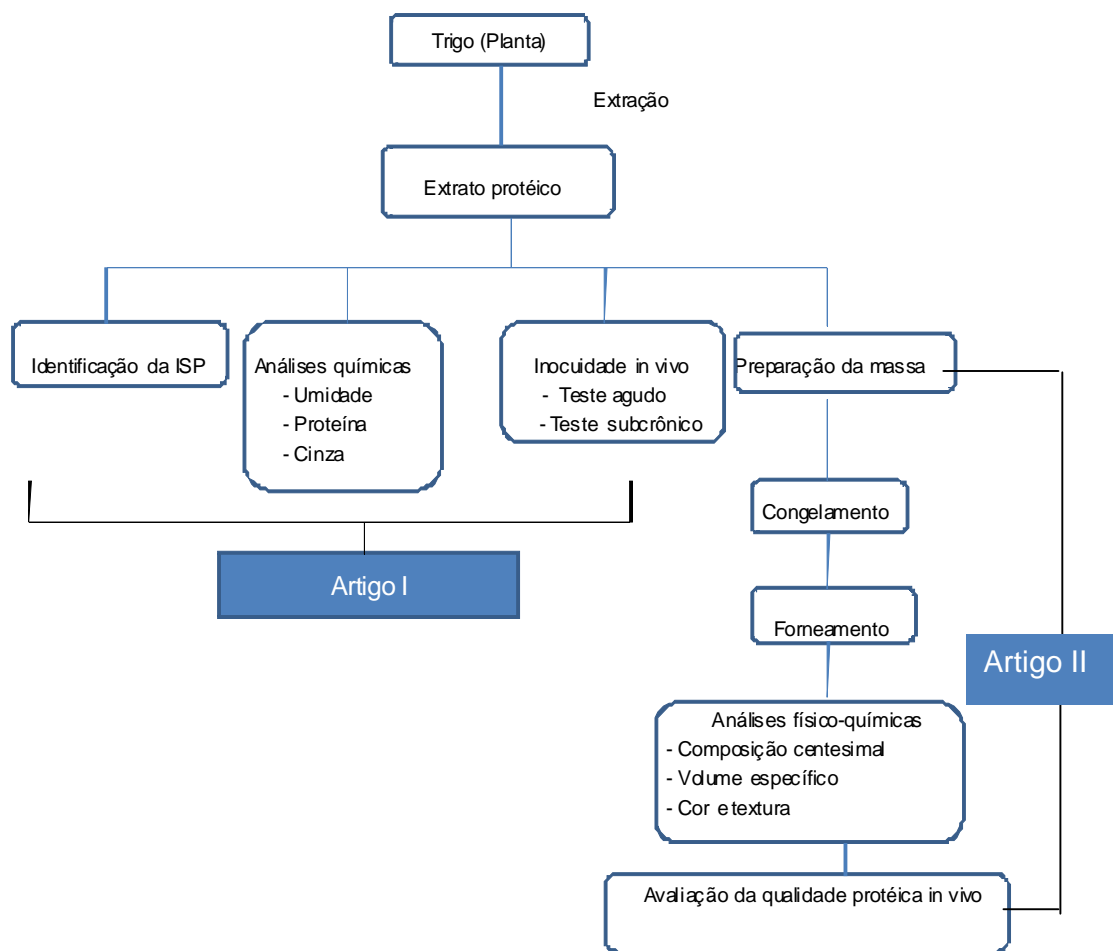 Trigo (Planta)
Extração
Extrato protéico
Identificação da ISP
Análises químicas
- Umidade
- Proteína
- Cinza
Inocuidade in vivo
- Teste agudo
- Teste subcrônico
Preparação da massa
Congelamento
Artigo I
Forneamento
Artigo II
Análises físico-químicas
- Composição centesimal
- Volume específico
- Cor e textura
Avaliação da qualidade protéica in vivo